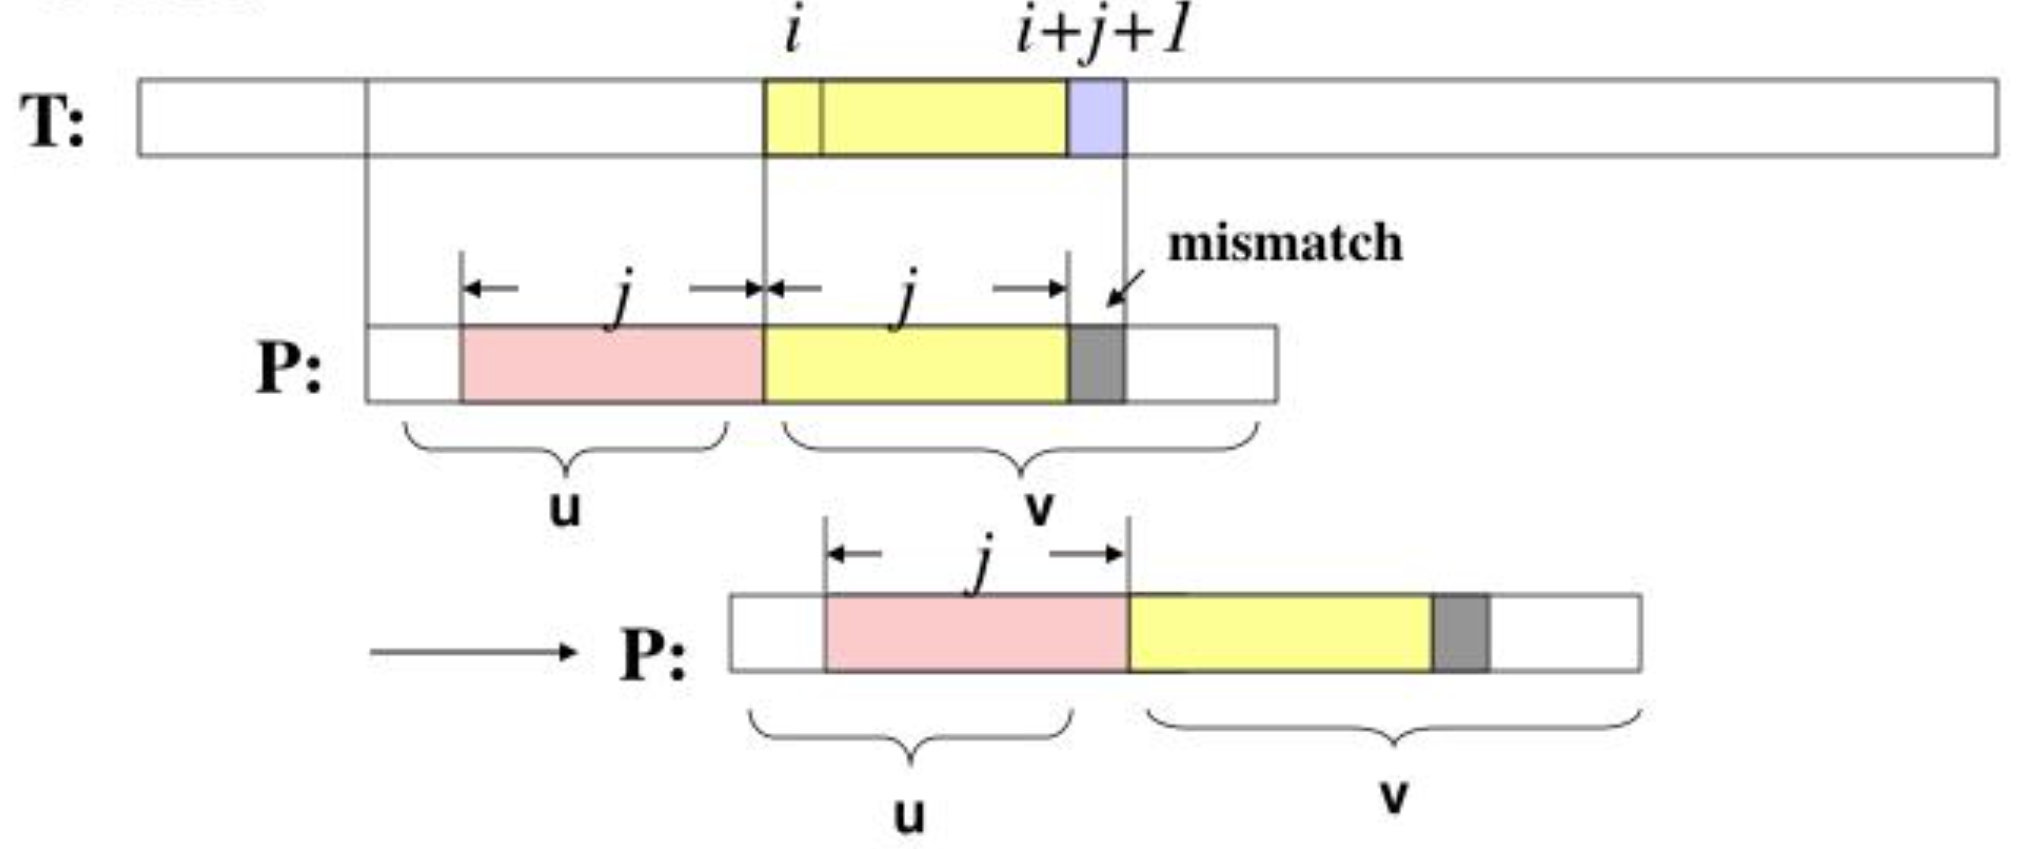 i i+j+1
T:
mismatch
j j
P:
u v
j
P:
u v